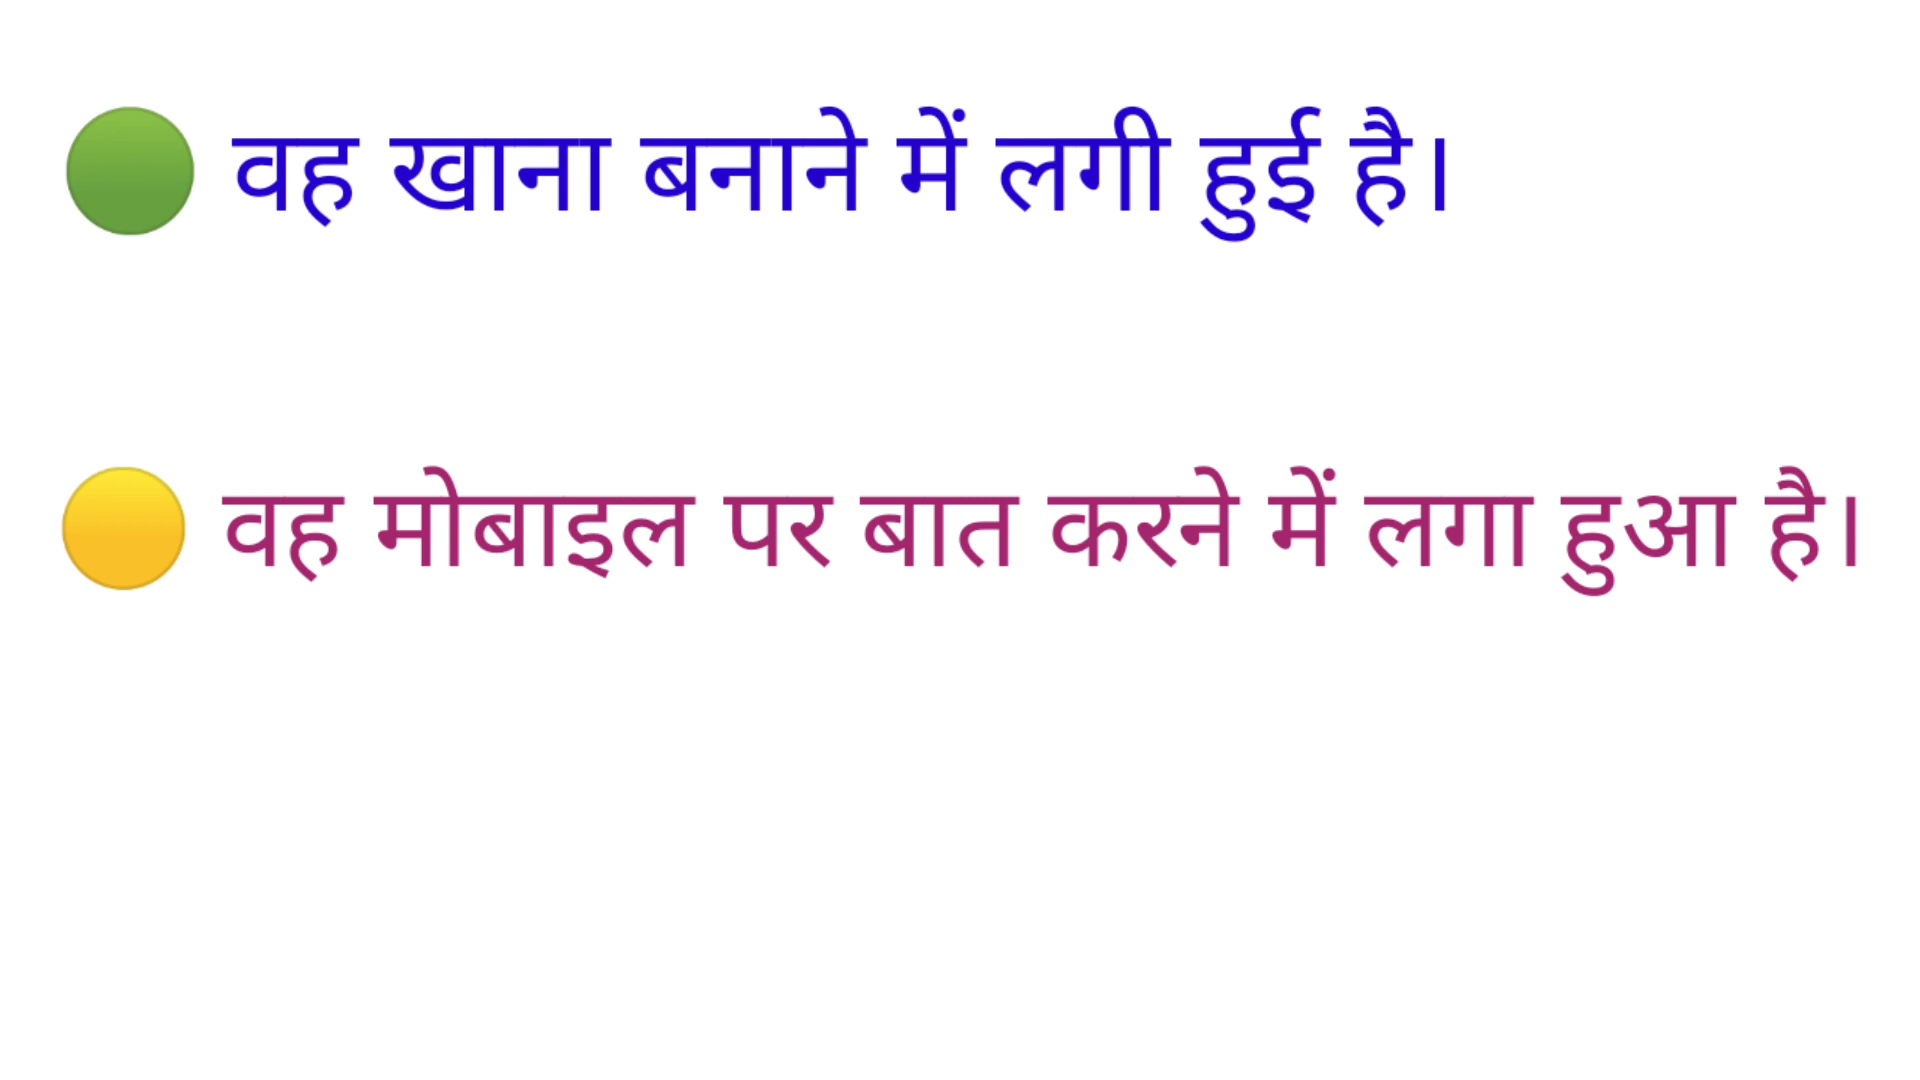 वह खाना बनाने में लगी हुई है।
वह मोबाइल पर बात करने में लगा हुआ है।